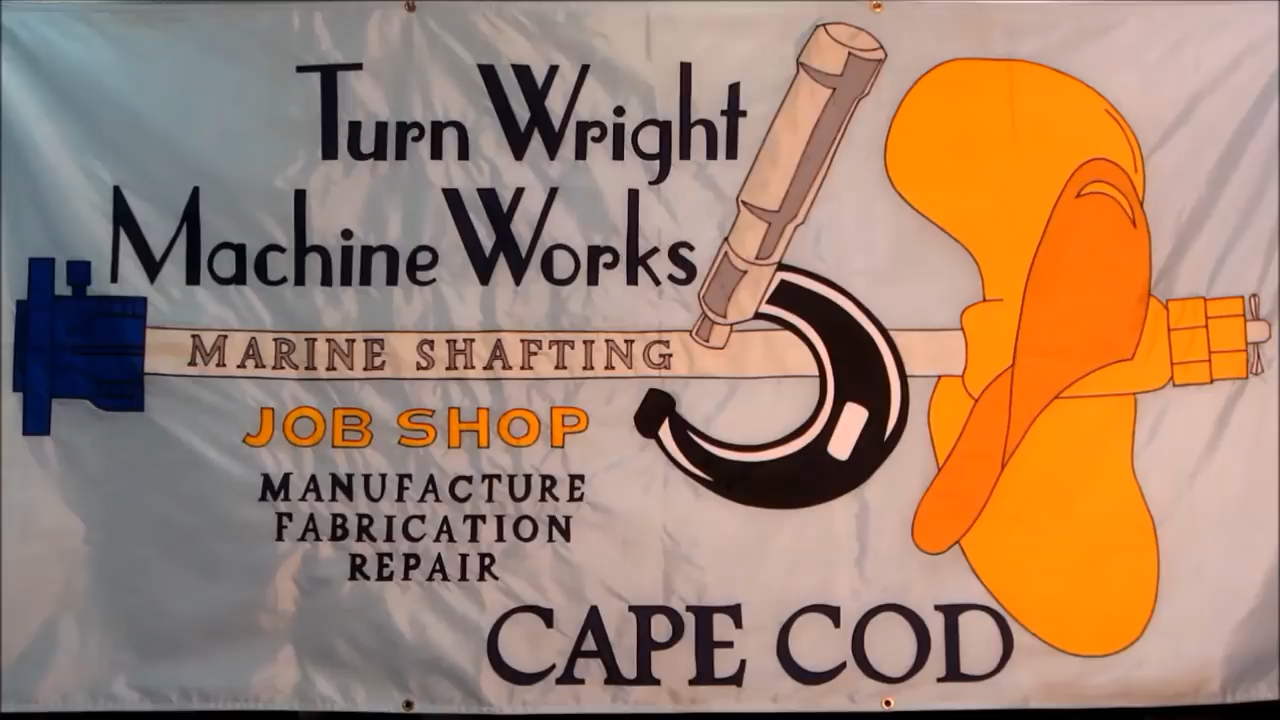 Turn Wright
Machine Works
MARINE SHAFTING
JOB SHOP
MANUFACTURE
FABRICATION
REPAIR
CAPE COD